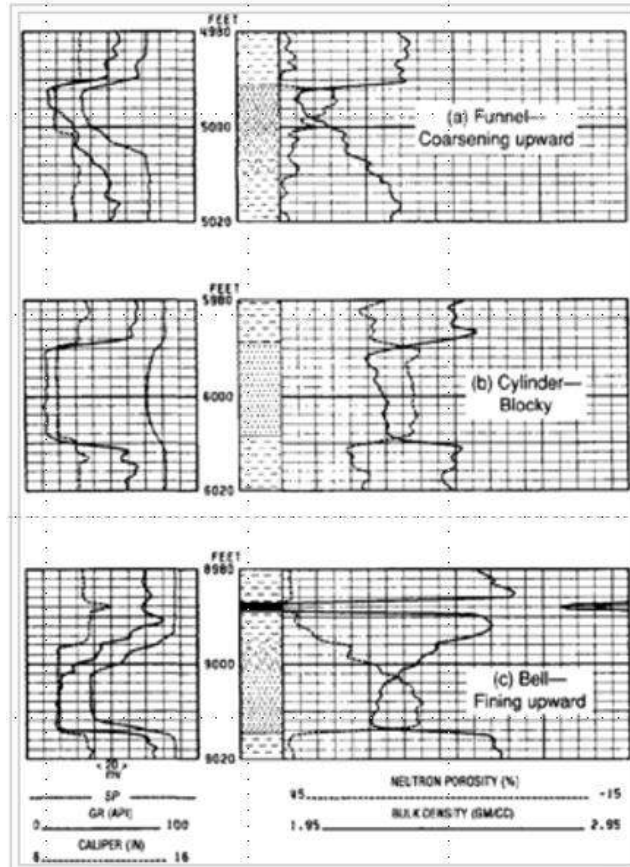 FEET
4980
5000
5020
(a) Funnel—
Coarsening upward
FEET
5980
6000
6020
(b) Cylinder—
Blocky
FEET
8980
9000
9020
(c) Bell—
Fining upward
20
mv
SP
GR (API)
0 100
CALIPER (IN)
6 16
NEUTRON POROSITY (%)
45 -15
BULK DENSITY (GM/CC)
1.95 2.95